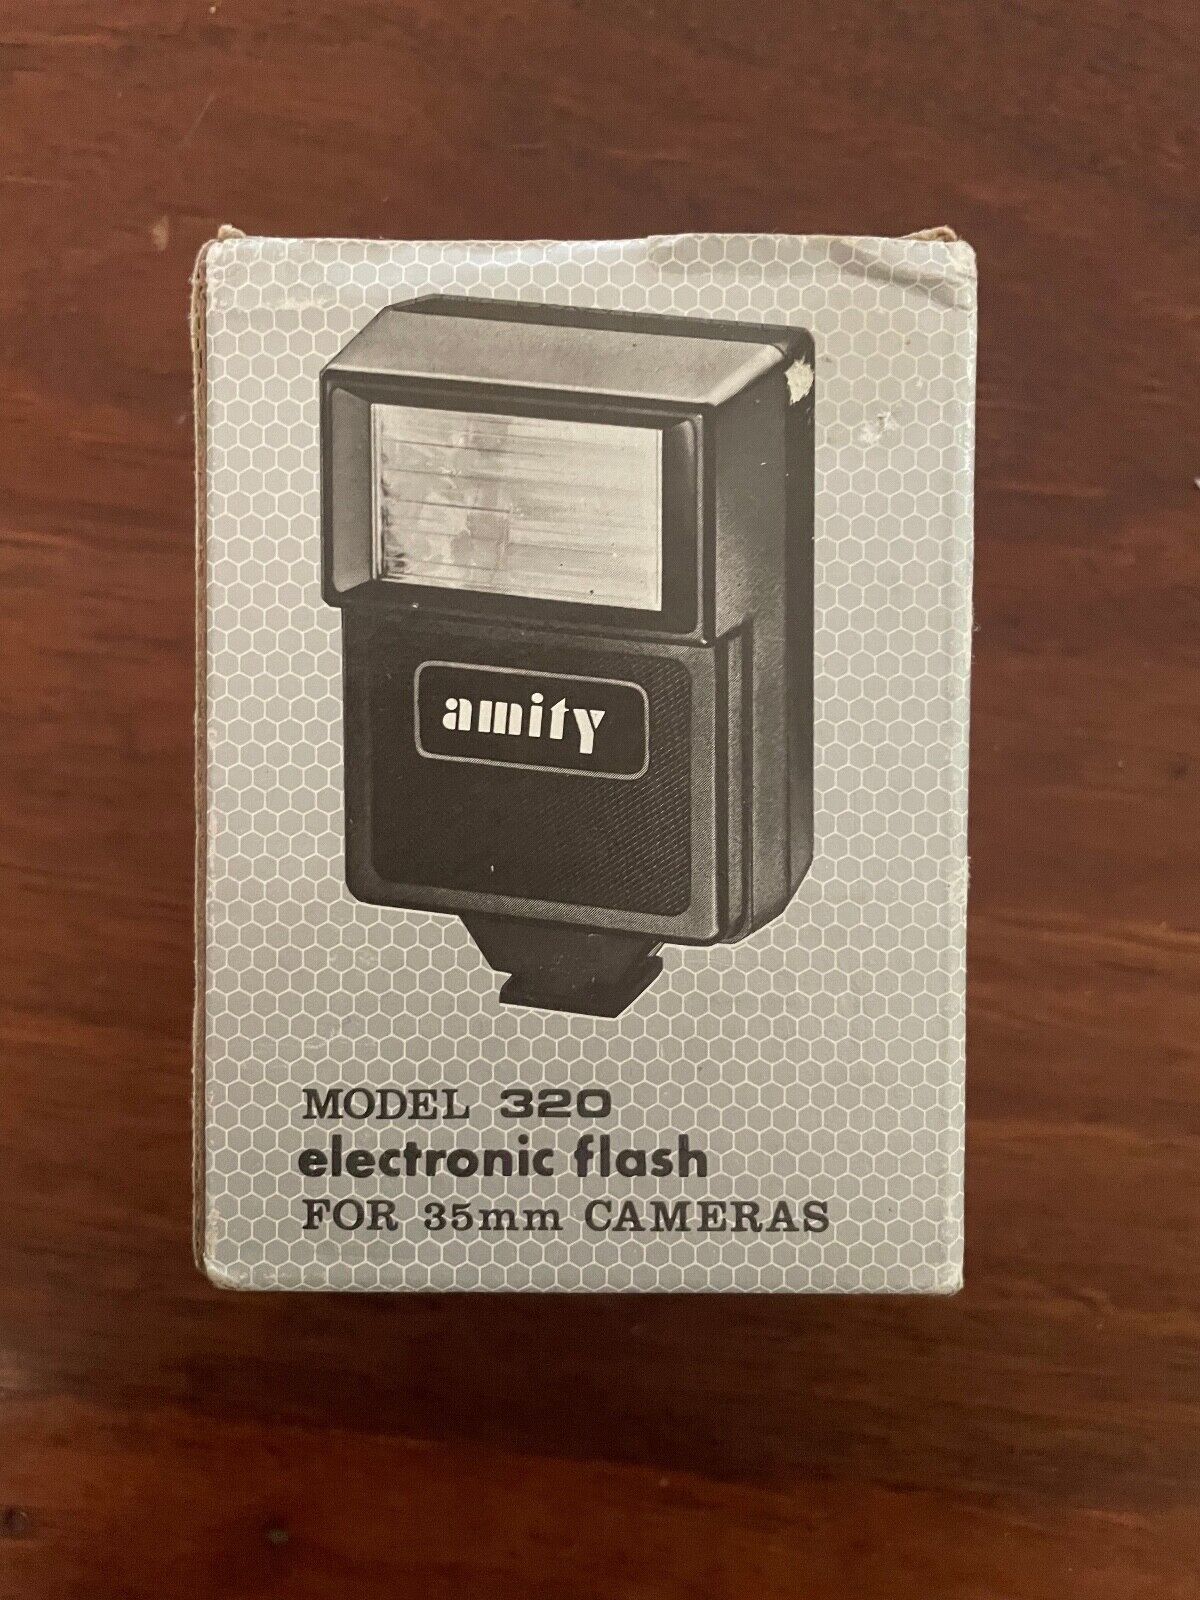 amity
MODEL 320
electronic flash
FOR 35mm CAMERAS